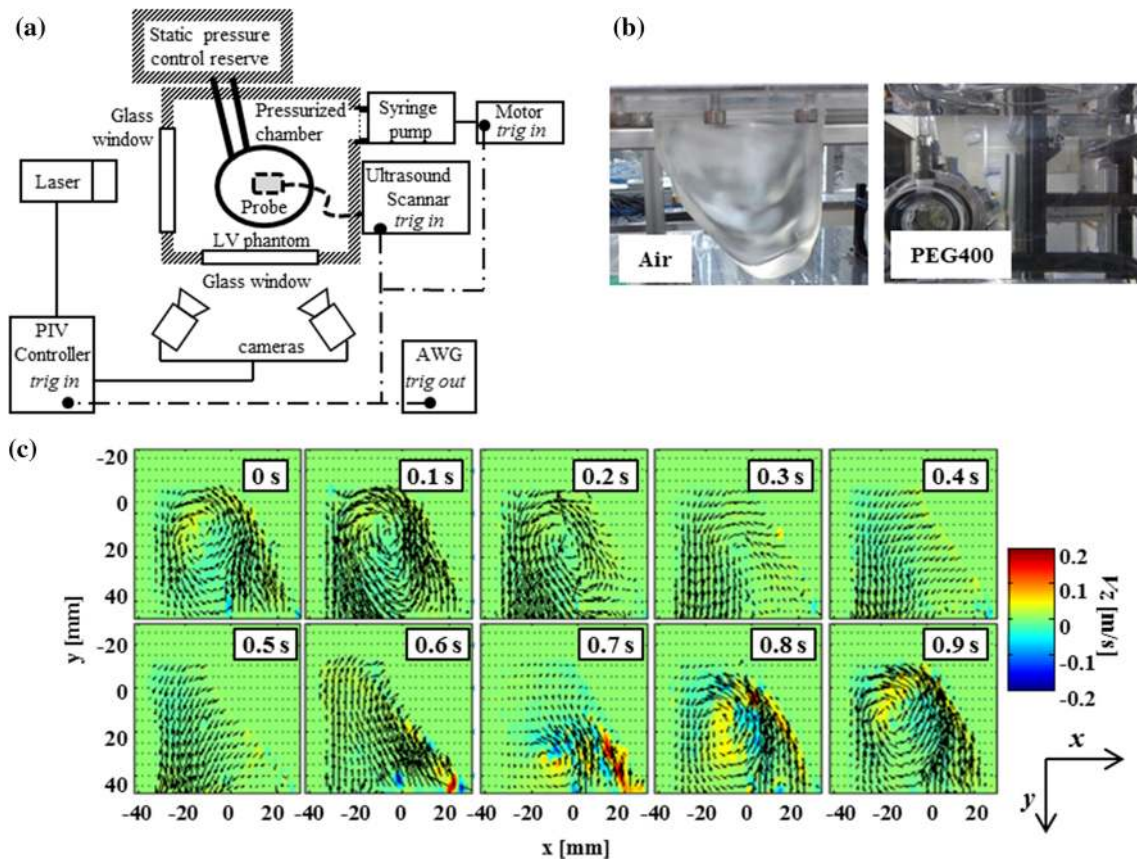 (a)
Static pressure
control reserve
Glass
window
Pressurized
chamber
Syringe
pump
Motor
trig in
Laser
Probe
Ultrasound
Scannar
trig in
LV phantom
Glass window
PIV
Controller
trig in
cameras
AWG
trig out
(b)
Air
PEG400
(c)
-20
0
20
40
0 s
0.1 s
0.2 s
0.3 s
0.4 s
y [mm]
-20
0
20
40
0.5 s
0.6 s
0.7 s
0.8 s
0.9 s
-40 -20 0 20 -40 -20 0 20 -40 -20 0 20 -40 -20 0 20 -40 -20 0 20
x [mm]
0.2
0.1
0
-0.1
-0.2
Vz [m/s]
x
y